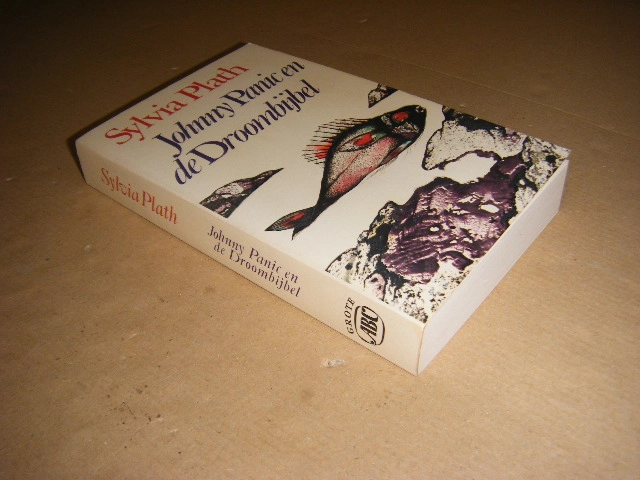 Sylvia Plath
Johnny Panic en
de Droombijbel
Sylvia Plath
Johnny Panic en
de Droombijbel
GROTE
ABC